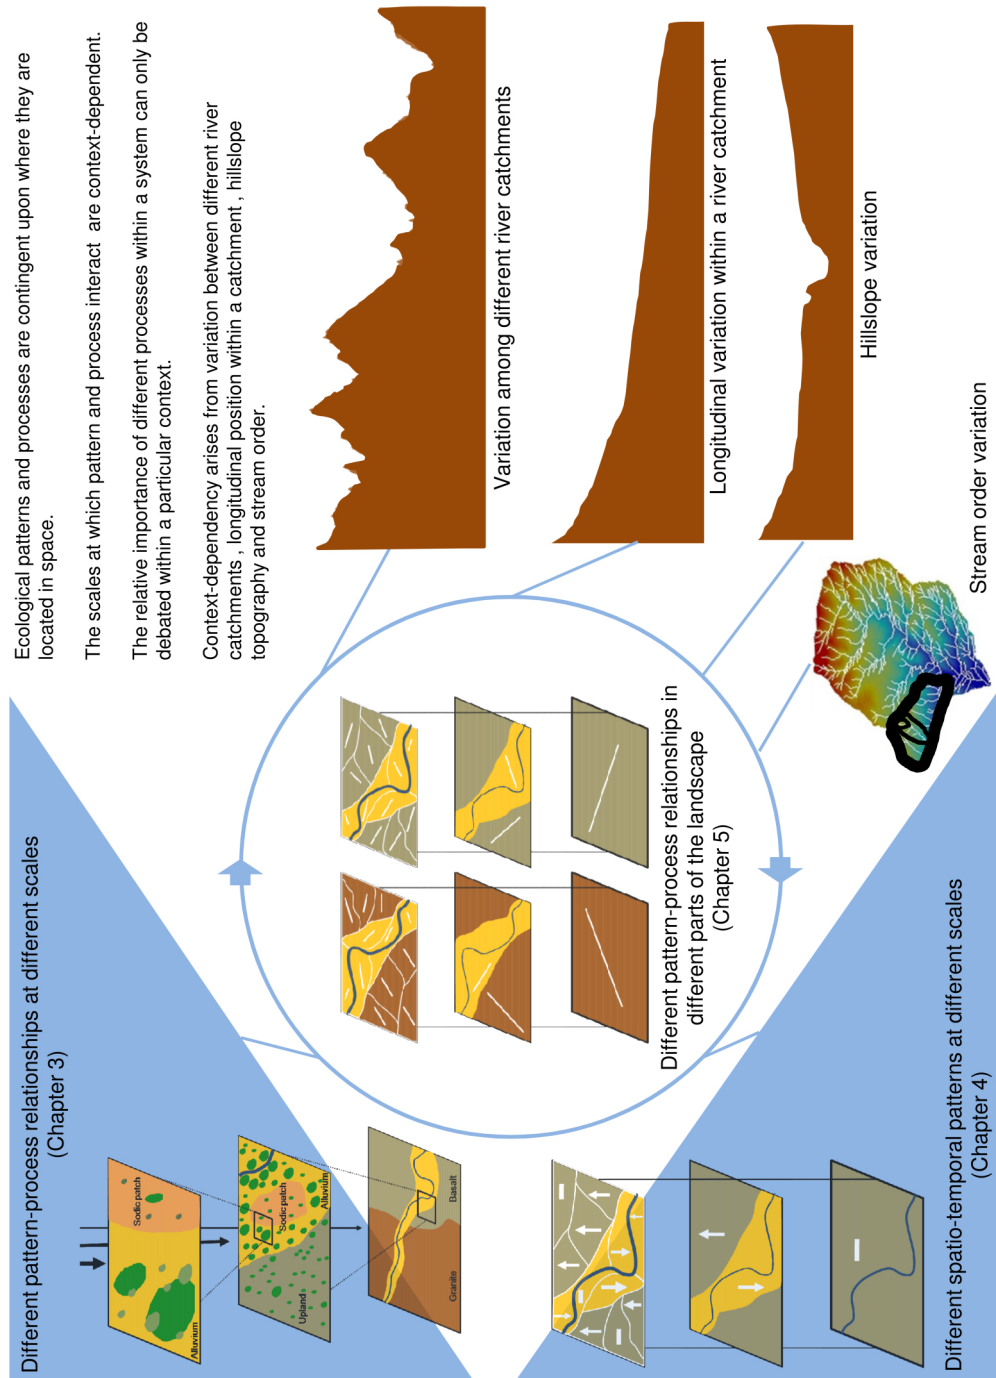 Different pattern-process relationships at different scales
(Chapter 3)
Sodic patch
Alluvium
Upland
Sodic patch
Alluvium
Granite
Basalt
Ecological patterns and processes are contingent upon where they are
located in space.
The scales at which pattern and process interact are context-dependent.
The relative importance of different processes within a system can only be
debated within a particular context.
Context-dependency arises from variation between different river
catchments , longitudinal position within a catchment , hillslope
topography and stream order.
Variation among different river catchments
Longitudinal variation within a river catchment
Hillslope variation
Stream order variation
Different pattern-process relationships in
different parts of the landscape
(Chapter 5)
Different spatio-temporal patterns at different scales
(Chapter 4)